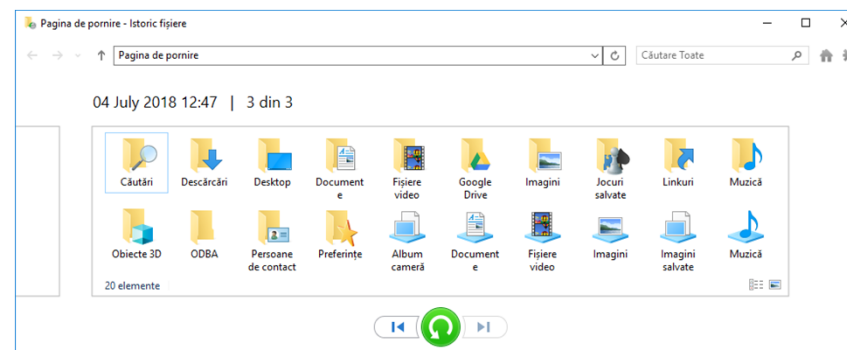 Pagina de pornire - Istoric fișiere
Pagina de pornire
Căutare Toate
04 July 2018 12:47 | 3 din 3
Căutări Descărcări Desktop Document Fișiere Google Imagini Jocuri Linkuri Muzică
e video Drive salvate
Obiecte 3D ODBA Persoane Preferințe Album Document Fișiere Imagini Imagini Muzică
de contact cameră e video salvate
20 elemente